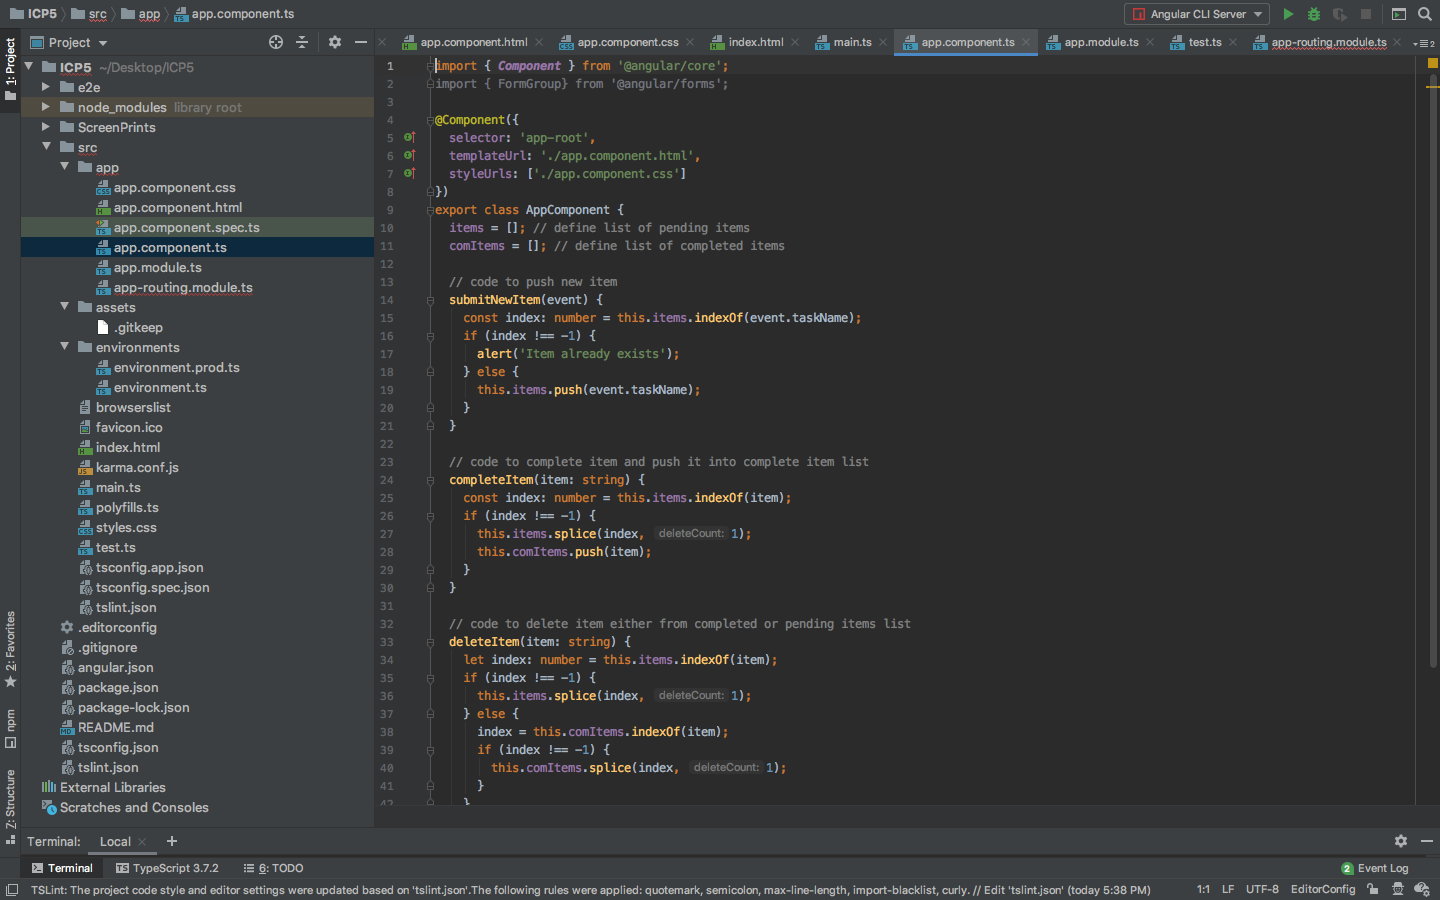 ICP5 src app app.component.ts
Angular CLI Server
Project
app.component.html app.component.css index.html main.ts app.component.ts app.module.ts test.ts app-routing.module.ts 2
1: Project
ICP5 ~/Desktop/ICP5
e2e
node_modules library root
ScreenPrints
src
app
app.component.css
app.component.html
app.component.spec.ts
app.component.ts
app.module.ts
app-routing.module.ts
assets
.gitkeep
environments
environment.prod.ts
environment.ts
browserslist
favicon.ico
index.html
karma.conf.js
main.ts
polyfills.ts
styles.css
test.ts
tsconfig.app.json
tsconfig.spec.json
tslint.json
.editorconfig
.gitignore
angular.json
package.json
package-lock.json
README.md
tsconfig.json
tslint.json
External Libraries
Scratches and Consoles
2: Favorites
npm
Z: Structure
1 import { Component } from '@angular/core';
2 import { FormGroup} from '@angular/forms';
3
4 @Component({
5 selector: 'app-root',
6 templateUrl: './app.component.html',
7 styleUrls: ['./app.component.css']
8 })
9 export class AppComponent {
10 items = []; // define list of pending items
11 comItems = []; // define list of completed items
12
13 // code to push new item
14 submitNewItem(event) {
15 const index: number = this.items.indexOf(event.taskName);
16 if (index !== -1) {
17 alert('Item already exists');
18 } else {
19 this.items.push(event.taskName);
20 }
21 }
22
23 // code to complete item and push it into complete item list
24 completeItem(item: string) {
25 const index: number = this.items.indexOf(item);
26 if (index !== -1) {
27 this.items.splice(index, deleteCount: 1);
28 this.comItems.push(item);
29 }
30 }
31
32 // code to delete item either from completed or pending items list
33 deleteItem(item: string) {
34 let index: number = this.items.indexOf(item);
35 if (index !== -1) {
36 this.items.splice(index, deleteCount: 1);
37 } else {
38 index = this.comItems.indexOf(item);
39 if (index !== -1) {
40 this.comItems.splice(index, deleteCount: 1);
41 }
42 }
Terminal: Local +
Terminal TypeScript 3.7.2 6: TODO 2 Event Log
TSLint: The project code style and editor settings were updated based on 'tslint.json'.The following rules were applied: quotemark, semicolon, max-line-length, import-blacklist, curly. // Edit 'tslint.json' (today 5:38 PM) 1:1 LF UTF-8 EditorConfig